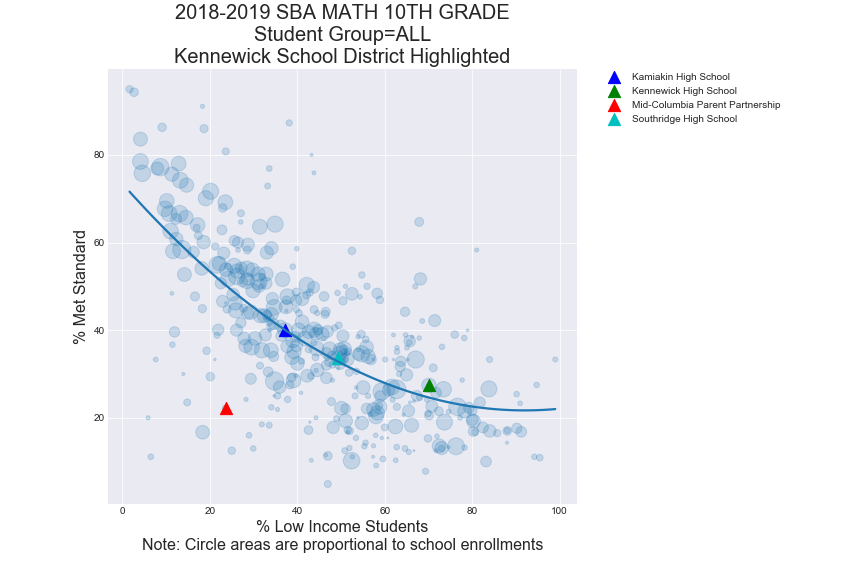 2018-2019 SBA MATH 10TH GRADE
Student Group=ALL
Kennewick School District Highlighted
Kamiakin High School
Kennewick High School
Mid-Columbia Parent Partnership
Southridge High School
% Met Standard
80
60
40
20
0 20 40 60 80 100
% Low Income Students
Note: Circle areas are proportional to school enrollments